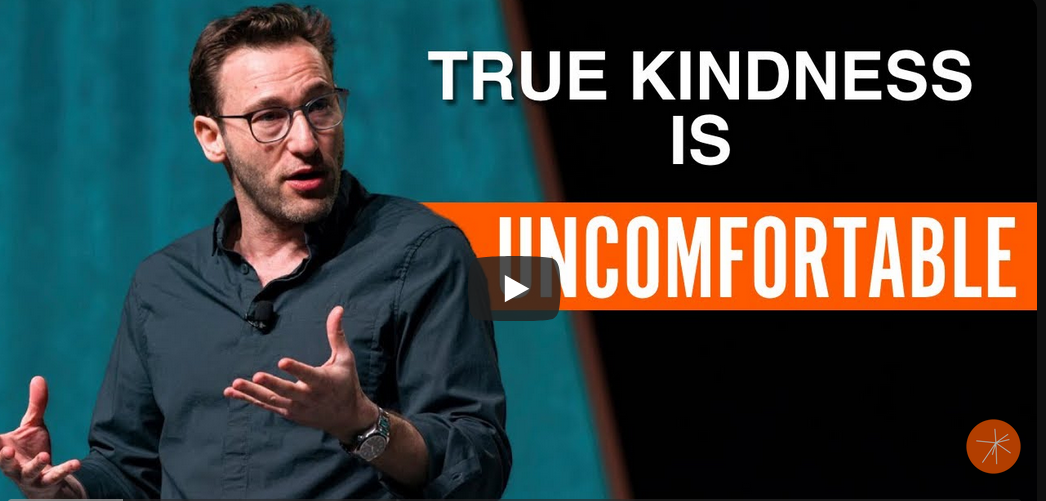 TRUE KINDNESS
IS
UNCOMFORTABLE